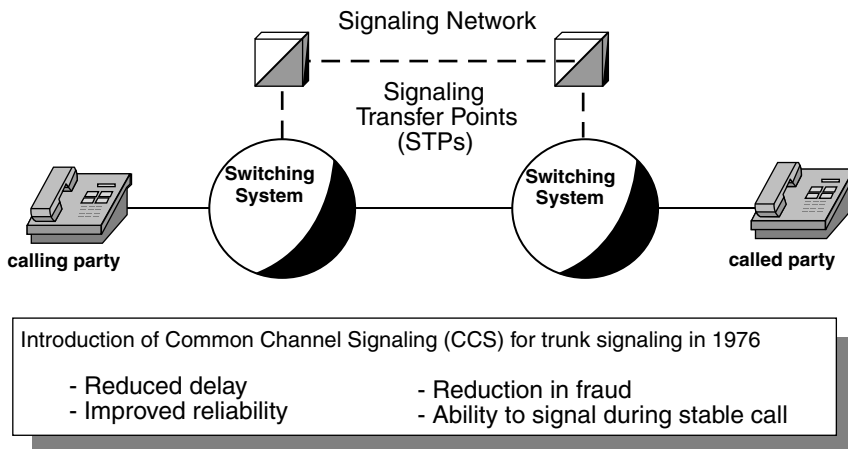 Signaling Network
Signaling
Transfer Points
(STPs)
Switching
System
Switching
System
calling party
called party
Introduction of Common Channel Signaling (CCS) for trunk signaling in 1976
- Reduced delay
- Improved reliability
- Reduction in fraud
- Ability to signal during stable call